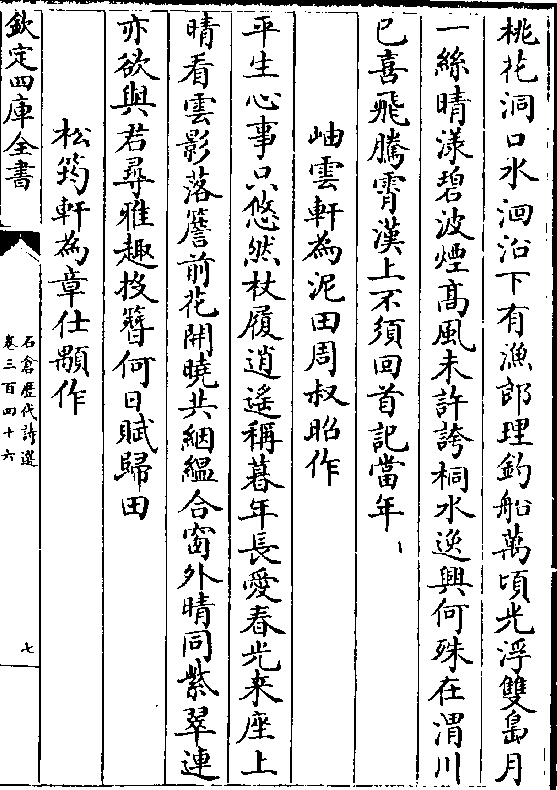 桃花洞口水洄沿下有漁郎理釣船萬頃光浮雙島月
一絲晴漾碧波煙髙風未許誇桐水逸興何殊在渭川
已喜飛騰霄漢上不須回首記當年
岫雲軒為泥田周叔昭作
平生心事只悠然杖履逍遥稱暮年長愛春光来座上
晴看雲影落簷前花開曉共絪緼合窗外晴同紫翠連
亦欲與君尋雅趣投簪何日賦歸田
松筠軒為章仕顒作
欽定四庫全書
石倉歴代詩選
卷三百四十六
七